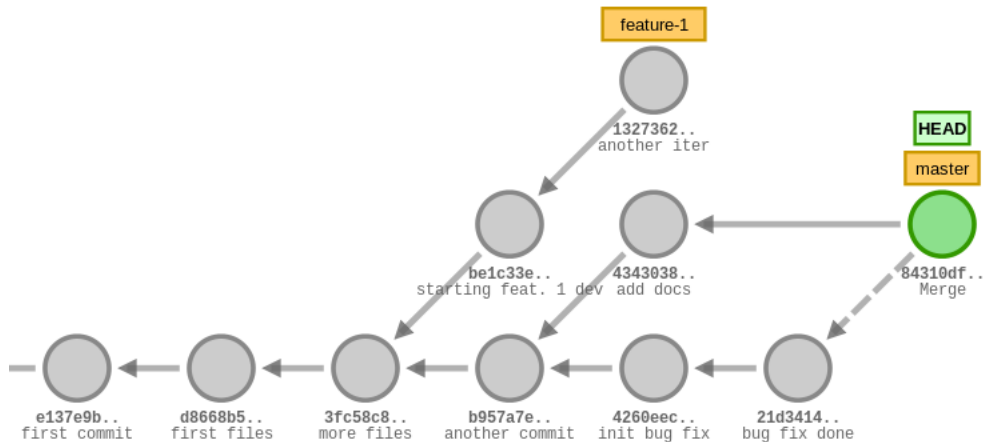 feature-1
1327362..
another iter
HEAD
master
be1c33e..
starting feat. 1 dev
4343038..
add docs
84310df..
Merge
e137e9b..
first commit
d8668b5..
first files
3fc58c8..
more files
b957a7e..
another commit
4260eec..
init bug fix
21d3414..
bug fix done